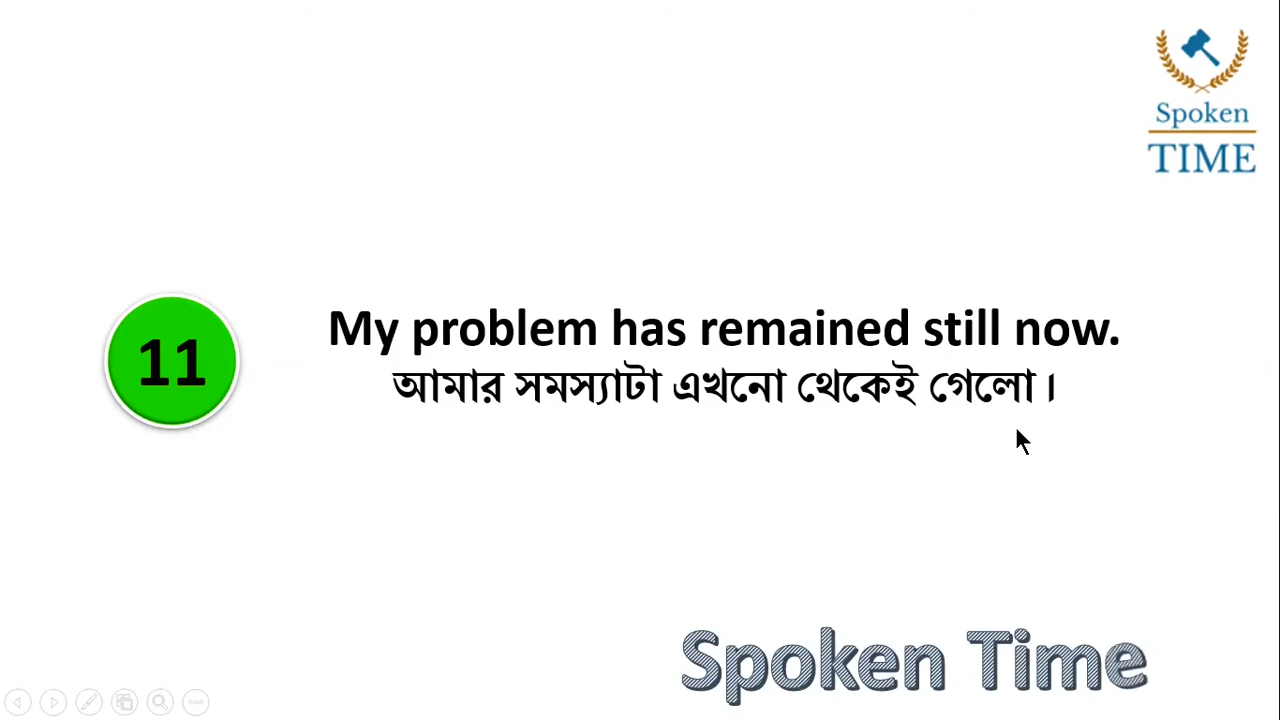 Spoken
TIME
11
My problem has remained still now.
আমার সমস্যাটা এখনো থেকেই গেলো।
Spoken Time